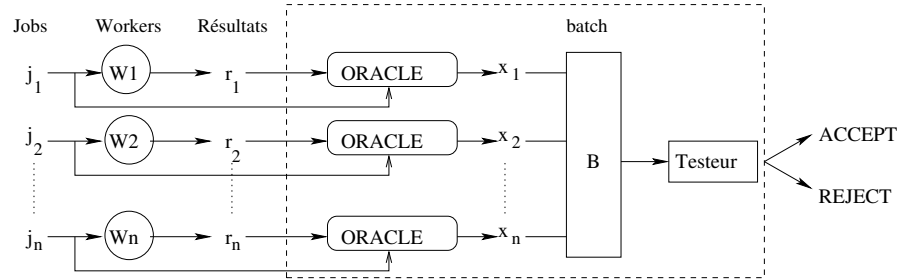 Jobs Workers Résultats batch
j1 W1 r1 ORACLE x1
j2 W2 r2 ORACLE x2 B Testeur ACCEPT
REJECT
jn Wn rn ORACLE xn